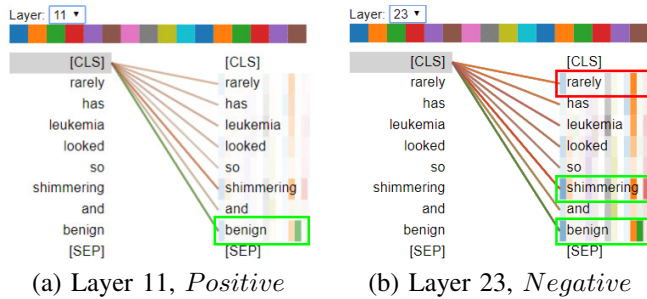 Layer: 11
[CLS] [CLS]
rarely rarely
has has
leukemia leukemia
looked looked
so so
shimmering shimmering
and and
benign benign
[SEP] [SEP]
(a) Layer 11, Positive
Layer: 23
[CLS] [CLS]
rarely rarely
has has
leukemia leukemia
looked looked
so so
shimmering shimmering
and and
benign benign
[SEP] [SEP]
(b) Layer 23, Negative